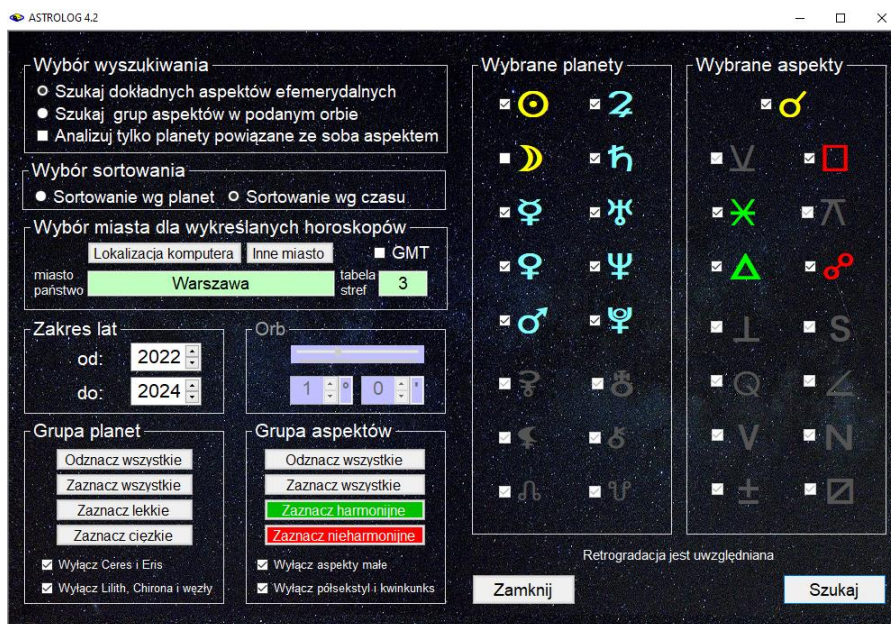 ASTROLOG 4.2
Wybór wyszukiwania
Szukaj dokładnych aspektów efemerydalnych
Szukaj grup aspektów w podanym orbie
Analizuj tylko planety powiązane ze soba aspektem
Wybór sortowania
Sortowanie wg planet Sortowanie wg czasu
Wybór miasta dla wykreślanych horoskopów
Lokalizacja komputera Inne miasto GMT
miasto
państwo
Warszawa
tabela
stref
3
Zakres lat
od: 2022
do: 2024
Orb
1 ° 0 '
Grupa planet
Odznacz wszystkie
Zaznacz wszystkie
Zaznacz lekkie
Zaznacz cięzkie
Wyłącz Ceres i Eris
Wyłącz Lilith, Chirona i węzły
Grupa aspektów
Odznacz wszystkie
Zaznacz wszystkie
Zaznacz harmonijne
Zaznacz nieharmonijne
Wyłącz aspekty małe
Wyłącz półsekstyl i kwinkunks
Wybrane planety
☉ ⚳
☽ ♄
☿ ♅
♀ ♆
♂ ♇
Wybrane aspekty
☌
⚺ □
⚹ ⚻
△ ☍
⊥ S
Q ∠
V N
±
Retrogradacja jest uwzgledniana
Zamknij
Szukaj